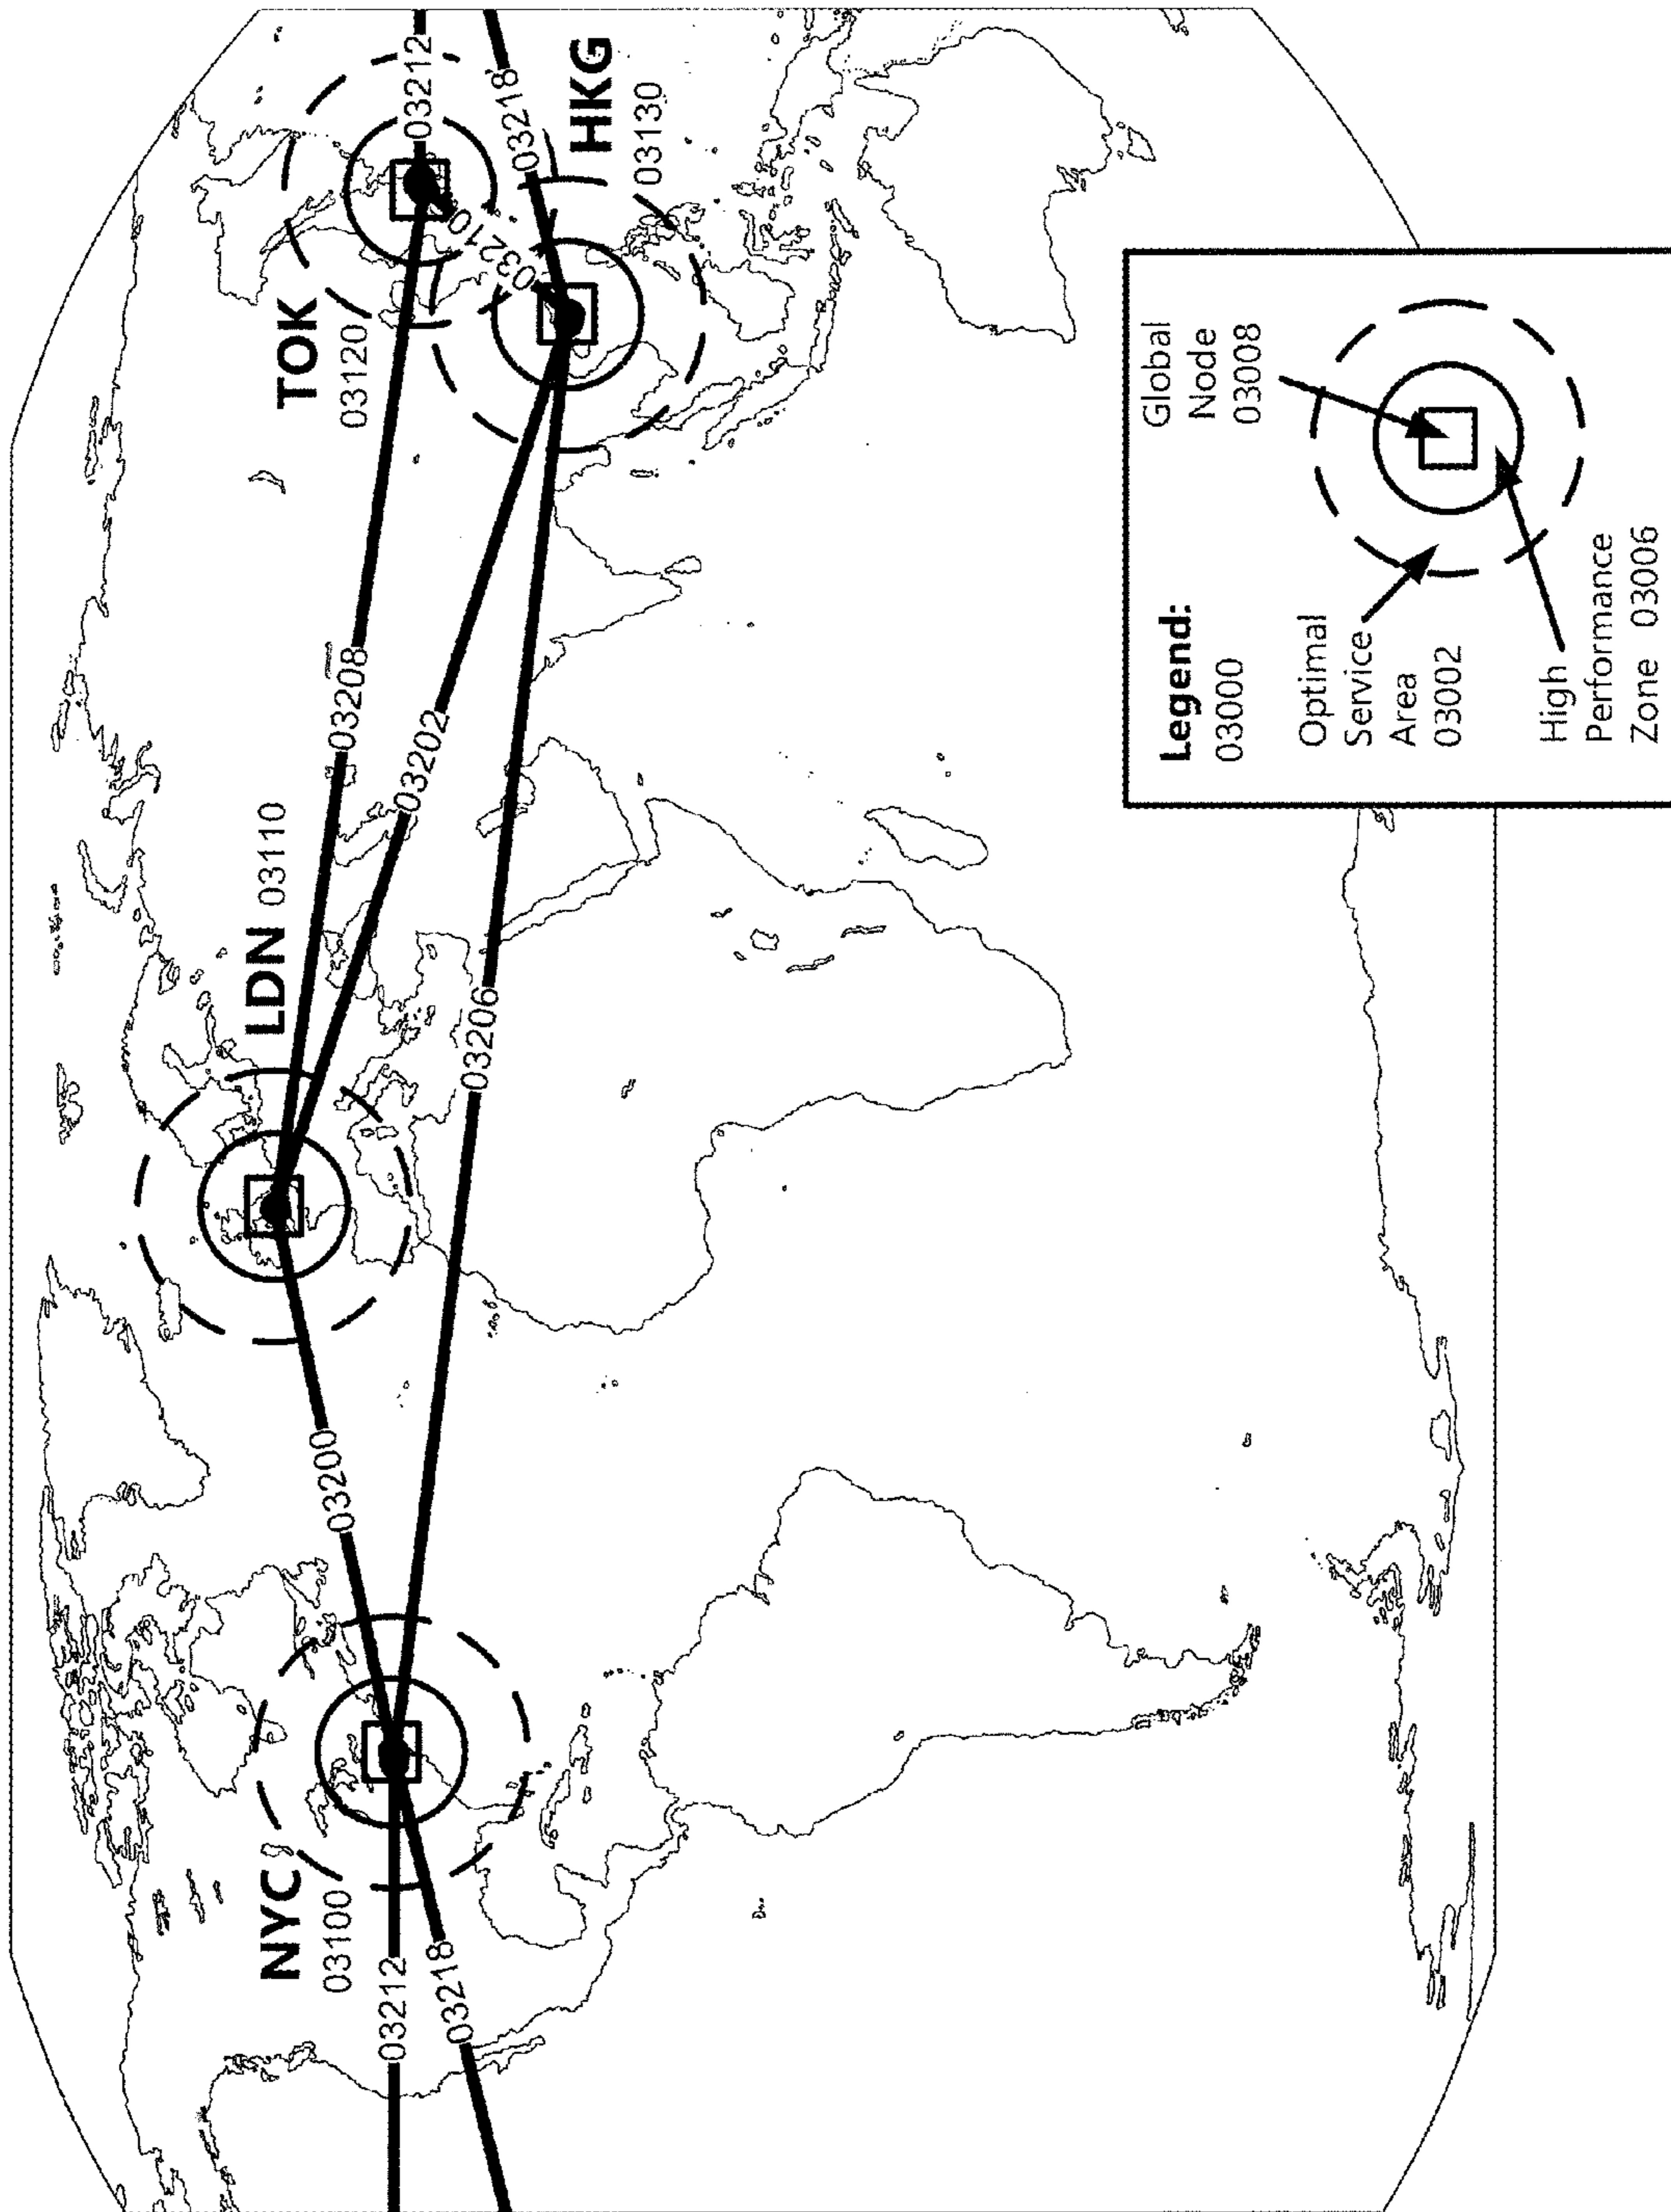 NYC
03100
LDN 03110
TOK
03120
HKG
03130
03200
03208
03202
03206
03210
03212
03218
03212
03218
Legend:
03000
Optimal
Service
Area
03002
High
Performance
Zone 03006
Global
Node
03008